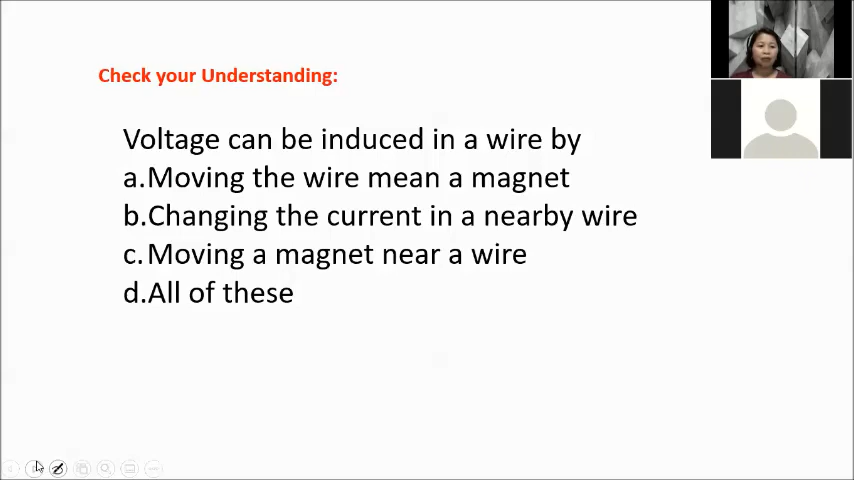 Check your Understanding:
Voltage can be induced in a wire by
a.Moving the wire mean a magnet
b.Changing the current in a nearby wire
c.Moving a magnet near a wire
d.All of these